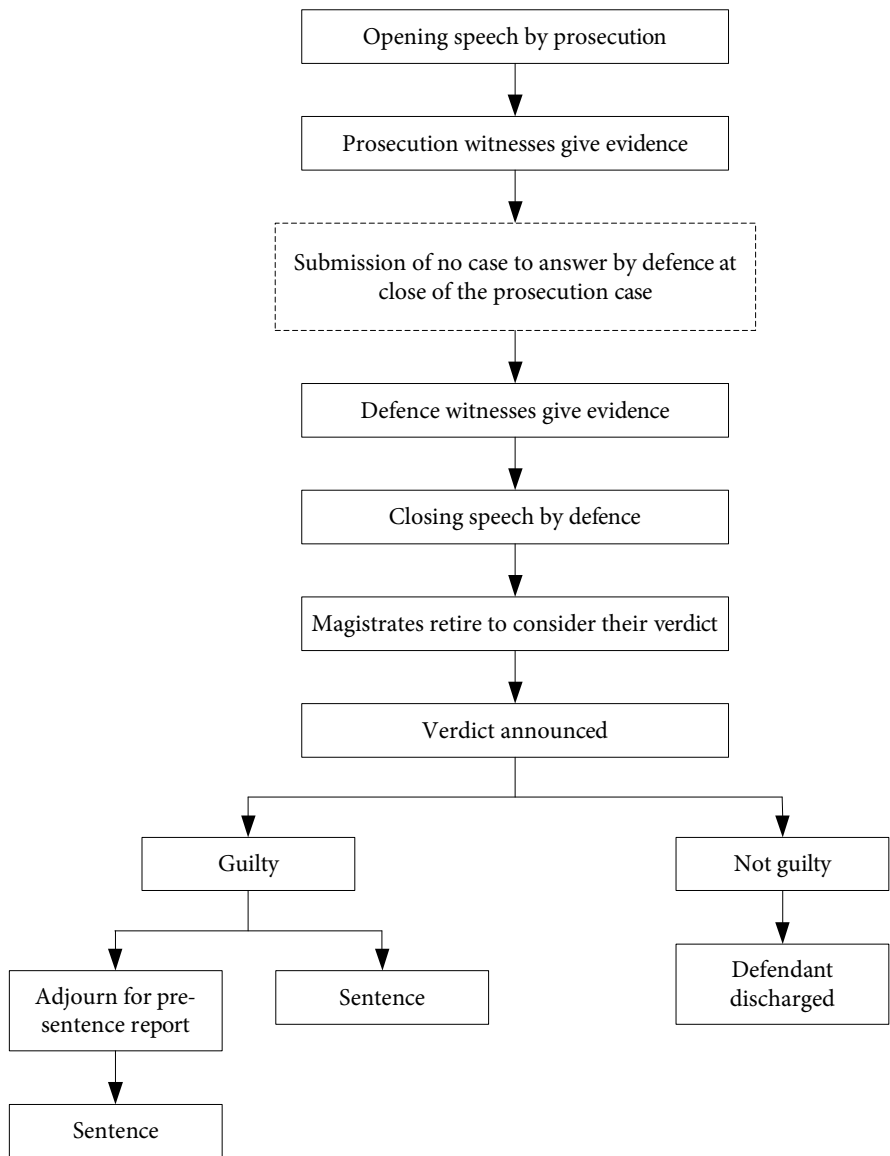 Opening speech by prosecution
Prosecution witnesses give evidence
Submission of no case to answer by defence at
close of the prosecution case
Defence witnesses give evidence
Closing speech by defence
Magistrates retire to consider their verdict
Verdict announced
Guilty
Not guilty
Adjourn for pre-
sentence report
Sentence
Defendant
discharged
Sentence